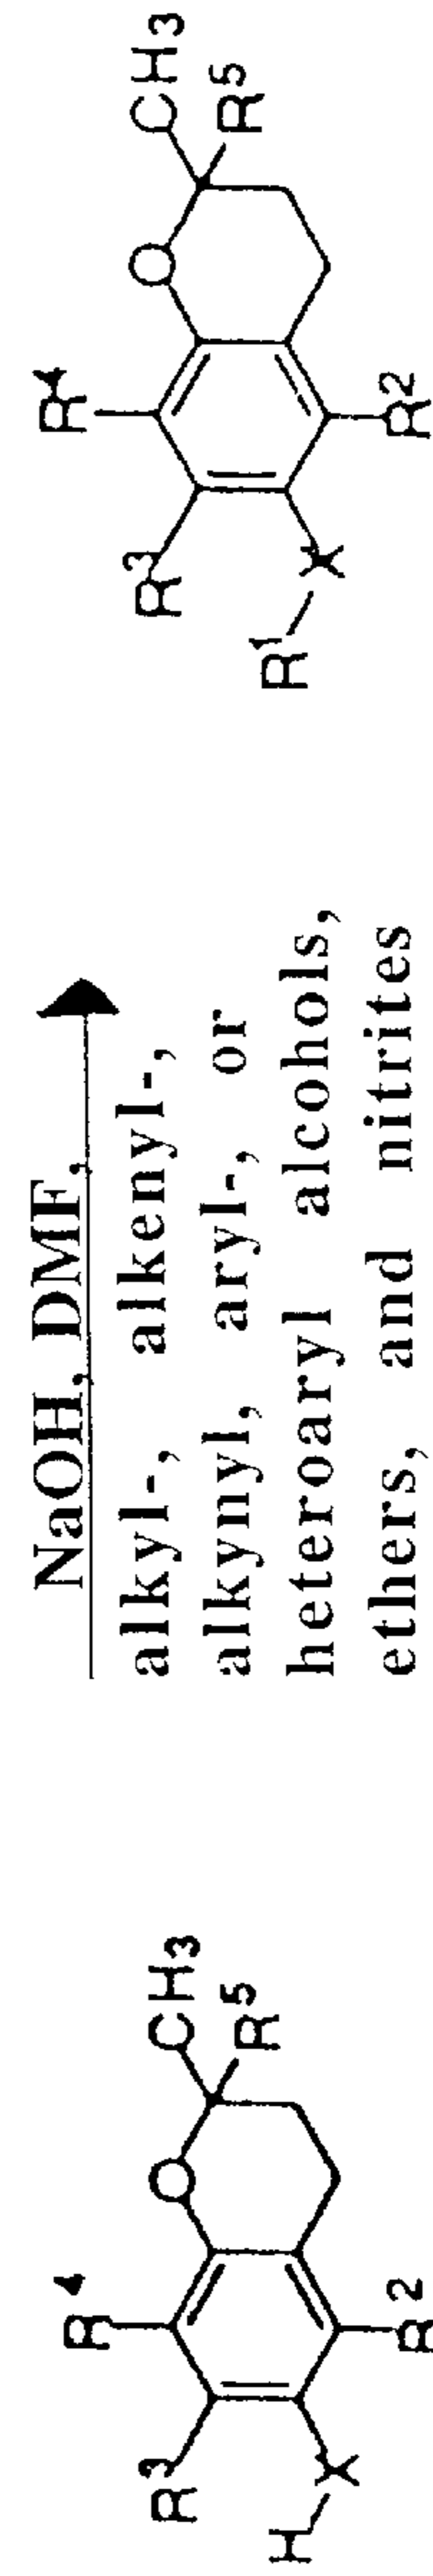 R⁴
R³
O
CH₃
R⁵
H
X
R²
NaOH, DMF,
alkyl-, alkenyl-,
alkynyl, aryl-, or
heteroaryl alcohols,
ethers, and nitrites
R⁴
R³
O
CH₃
R⁵
R¹
X
R²